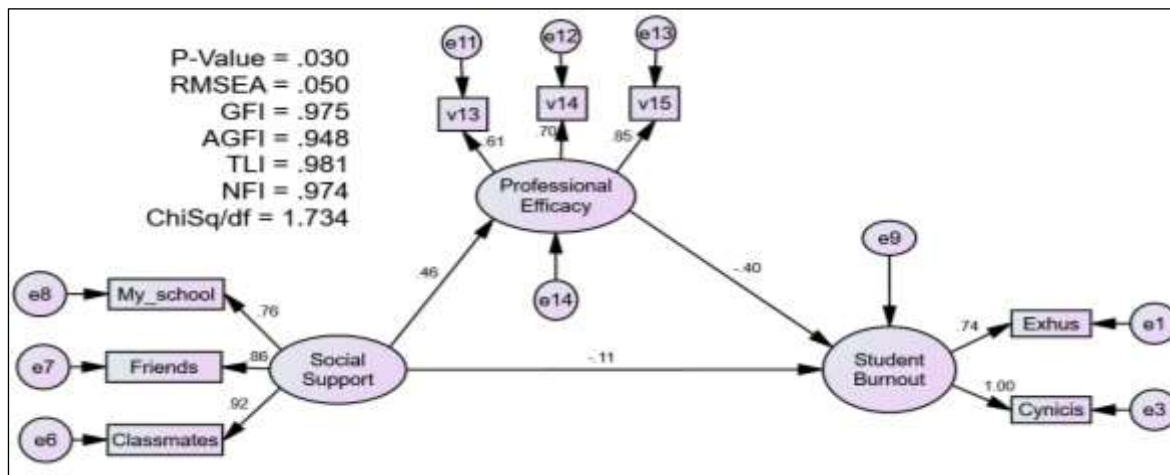 P-Value = .030
RMSEA = .050
GFI = .975
AGFI = .948
TLI = .981
NFI = .974
ChiSq/df = 1.734
e11
e12
e13
v13
v14
v15
.61
.70
.85
Professional
Efficacy
e14
.46
-.40
e9
e8
My_school
.76
e7
Friends
.86
e6
Classmates
.92
Social
Support
-.11
Student
Burnout
.74
Exhus
e1
1.00
Cynicis
e3